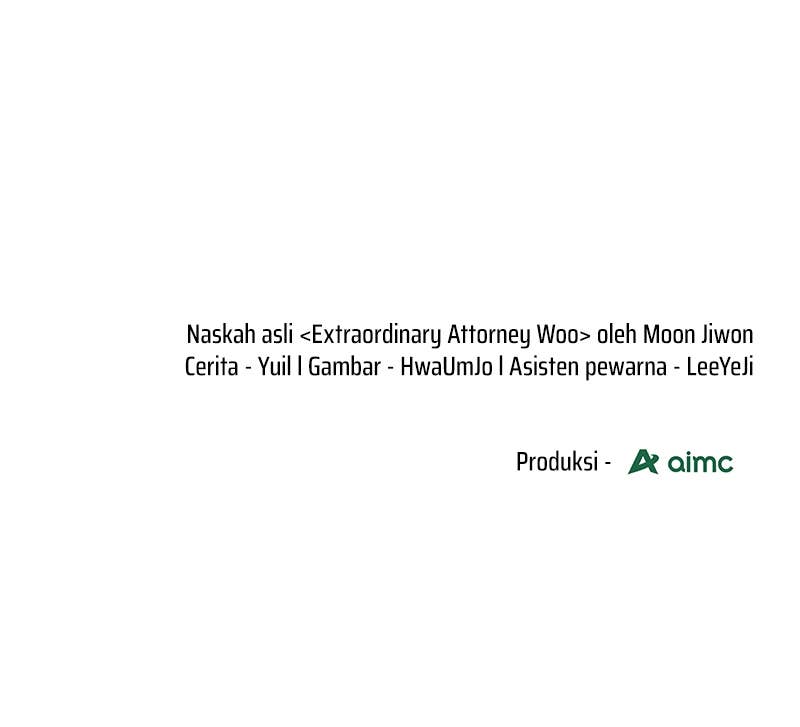 Naskah asli <Extraordinary Attorney Woo> oleh Moon Jiwon
Cerita - Yuil l Gambar - HwaUmJo l Asisten pewarna - LeeYeJi
Produksi - aimc